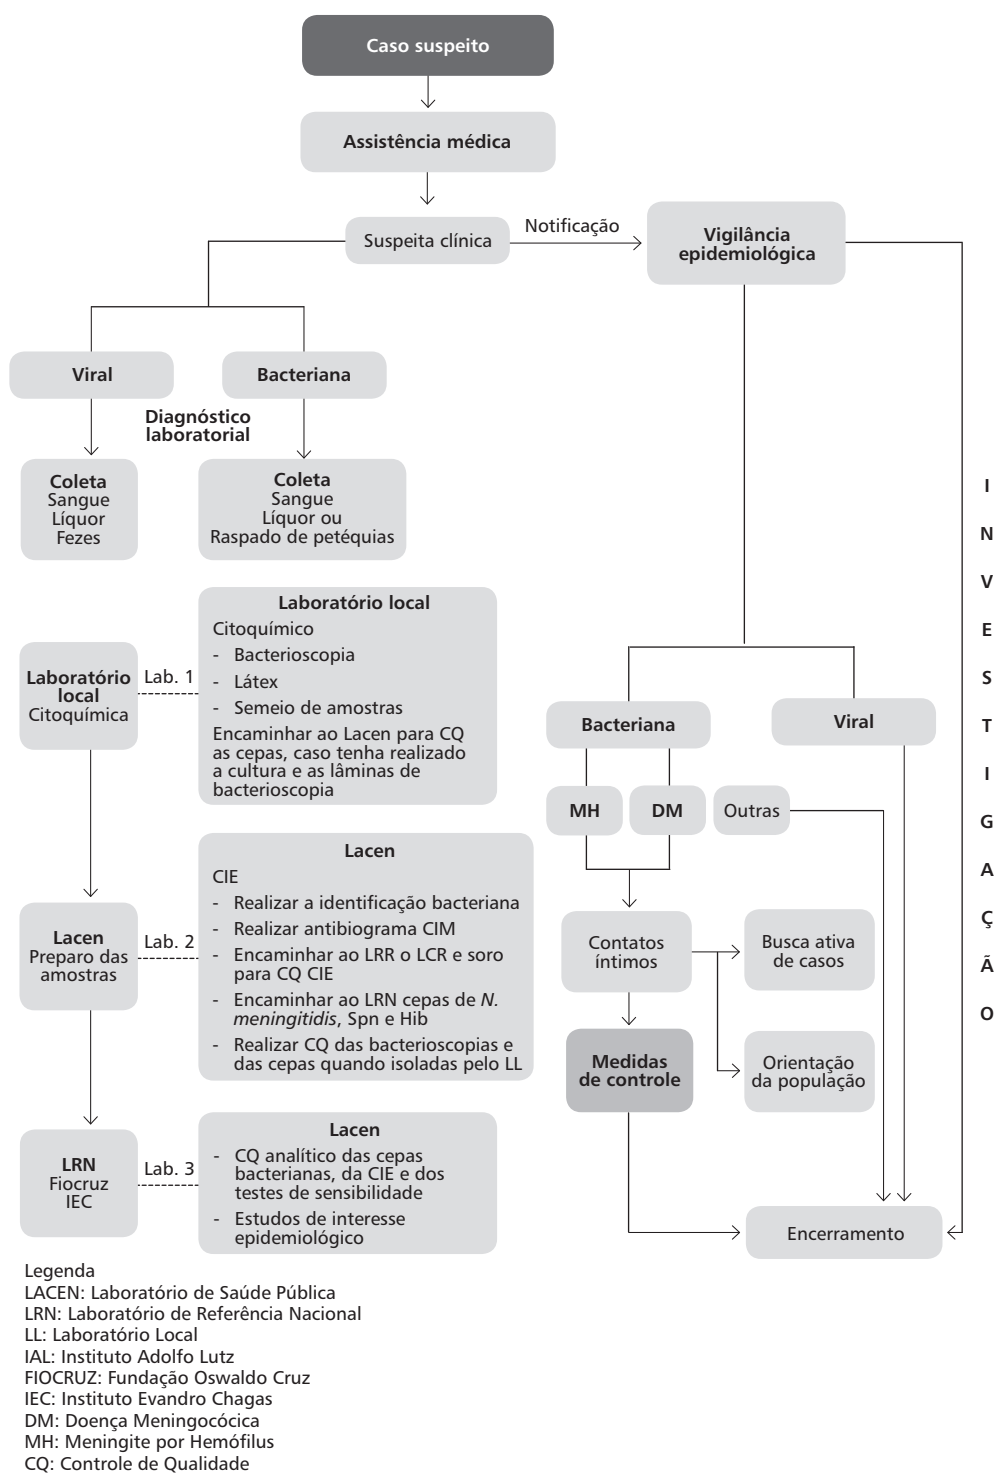 Caso suspeito
Assistência médica
Suspeita clínica
Notificação
Vigilância
epidemiológica
Viral
Bacteriana
Diagnóstico
laboratorial
Coleta
Sangue
Líquor
Fezes
Coleta
Sangue
Líquor ou
Raspado de petéquias
Laboratório
local
Citoquímica
Lab. 1
Laboratório local
Citoquímico
- Bacterioscopia
- Látex
- Semeio de amostras
Encaminhar ao Lacen para CQ
as cepas, caso tenha realizado
a cultura e as lâminas de
bacterioscopia
Lacen
Preparo das
amostras
Lab. 2
Lacen
CIE
- Realizar a identificação bacteriana
- Realizar antibiograma CIM
- Encaminhar ao LRR o LCR e soro
para CQ CIE
- Encaminhar ao LRN cepas de N.
meningitidis, Spn e Hib
- Realizar CQ das bacterioscopias e
das cepas quando isoladas pelo LL
LRN
Fiocruz
IEC
Lab. 3
Lacen
- CQ analítico das cepas
bacterianas, da CIE e dos
testes de sensibilidade
- Estudos de interesse
epidemiológico
Bacteriana
Viral
MH
DM
Outras
Contatos
íntimos
Busca ativa
de casos
Medidas
de controle
Orientação
da população
Encerramento
I
N
V
E
S
T
I
G
A
Ç
Ã
O
Legenda
LACEN: Laboratório de Saúde Pública
LRN: Laboratório de Referência Nacional
LL: Laboratório Local
IAL: Instituto Adolfo Lutz
FIOCRUZ: Fundação Oswaldo Cruz
IEC: Instituto Evandro Chagas
DM: Doença Meningocócica
MH: Meningite por Hemófilus
CQ: Controle de Qualidade